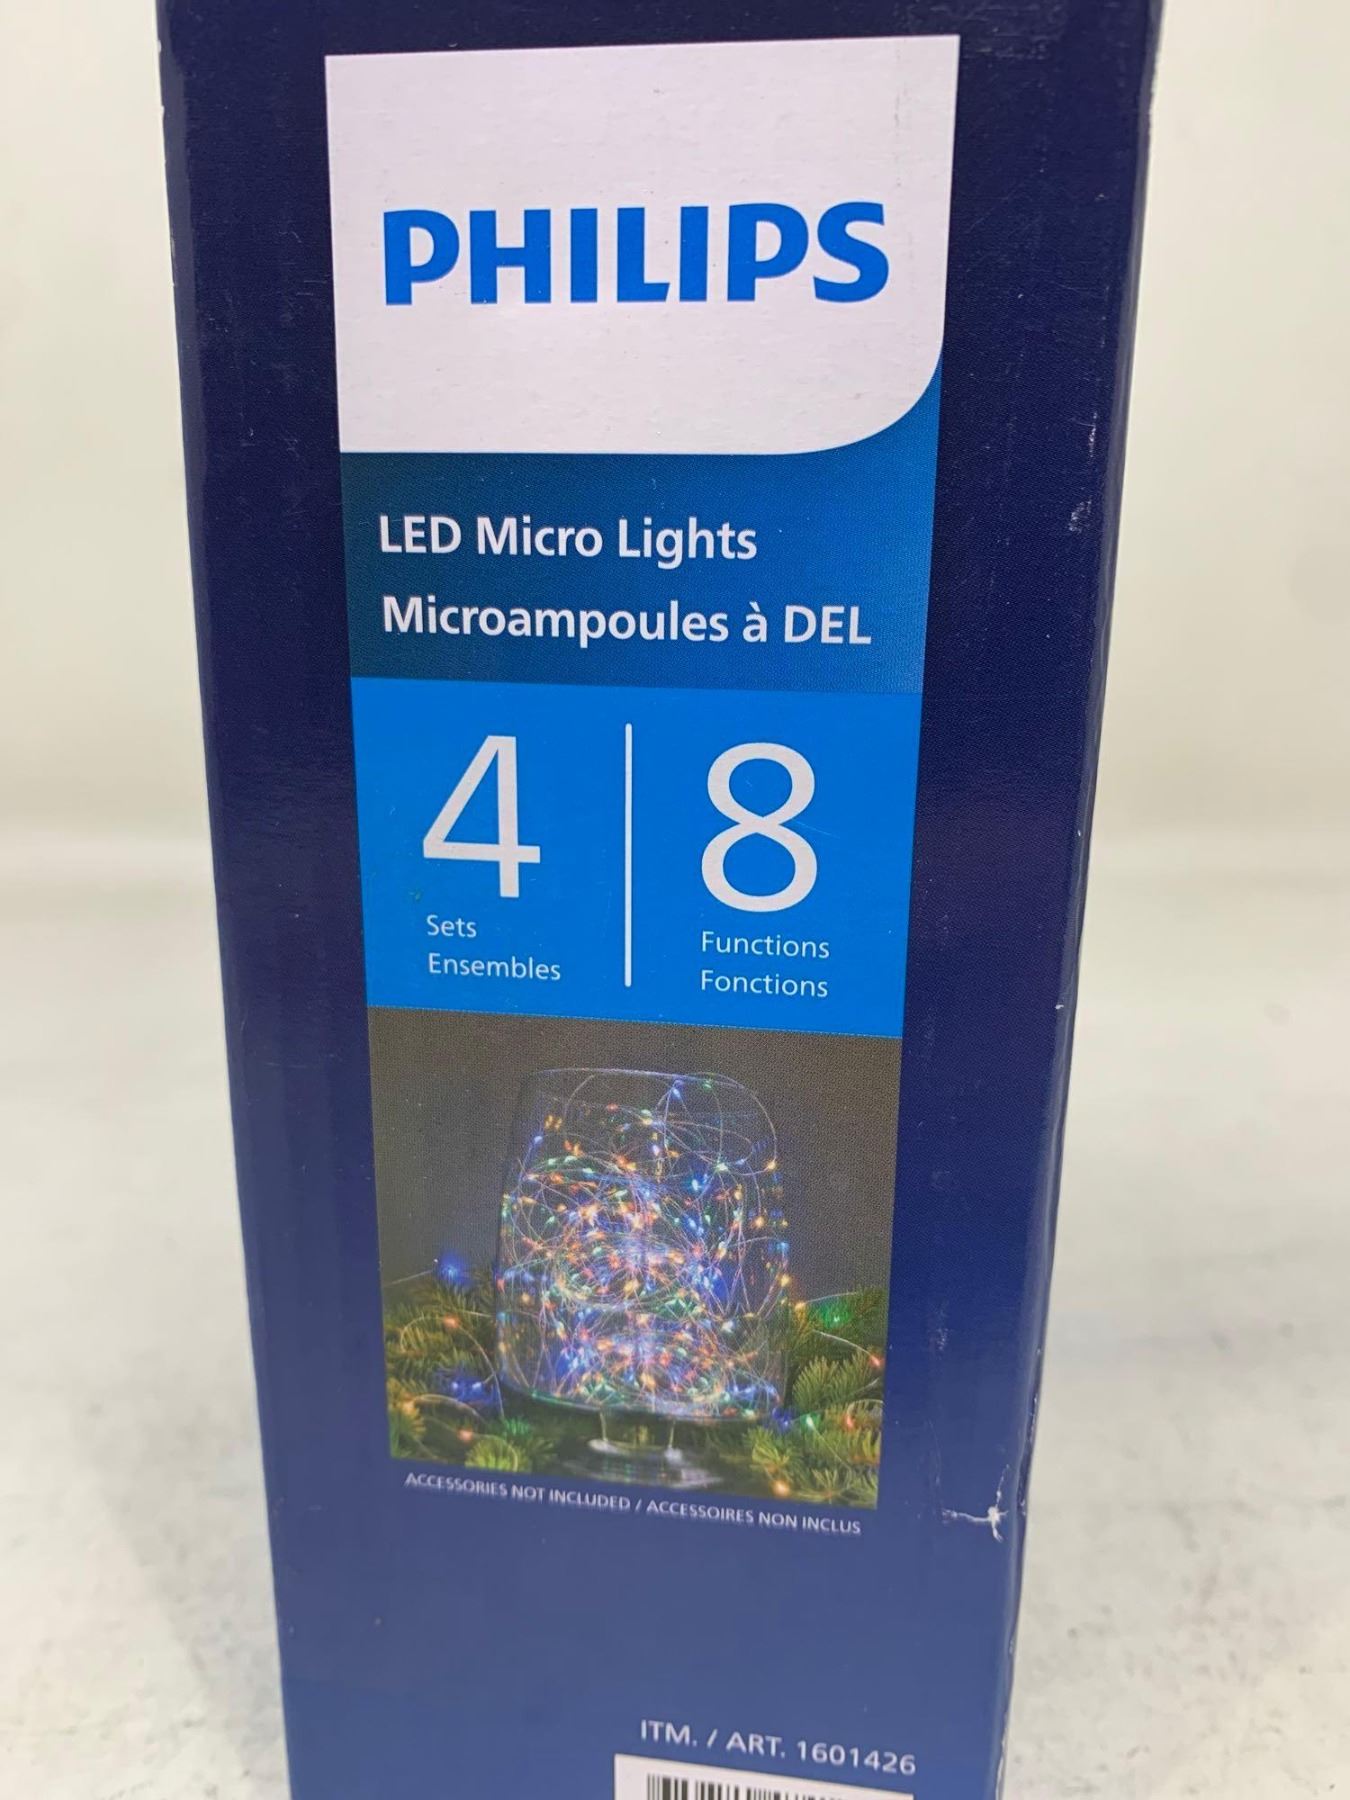 PHILIPS
LED Micro Lights
Microampoules à DEL
4
Sets
Ensembles
8
Functions
Fonctions
ACCESSORIES NOT INCLUDED / ACCESSOIRES NON INCLUS
ITM. / ART. 1601426